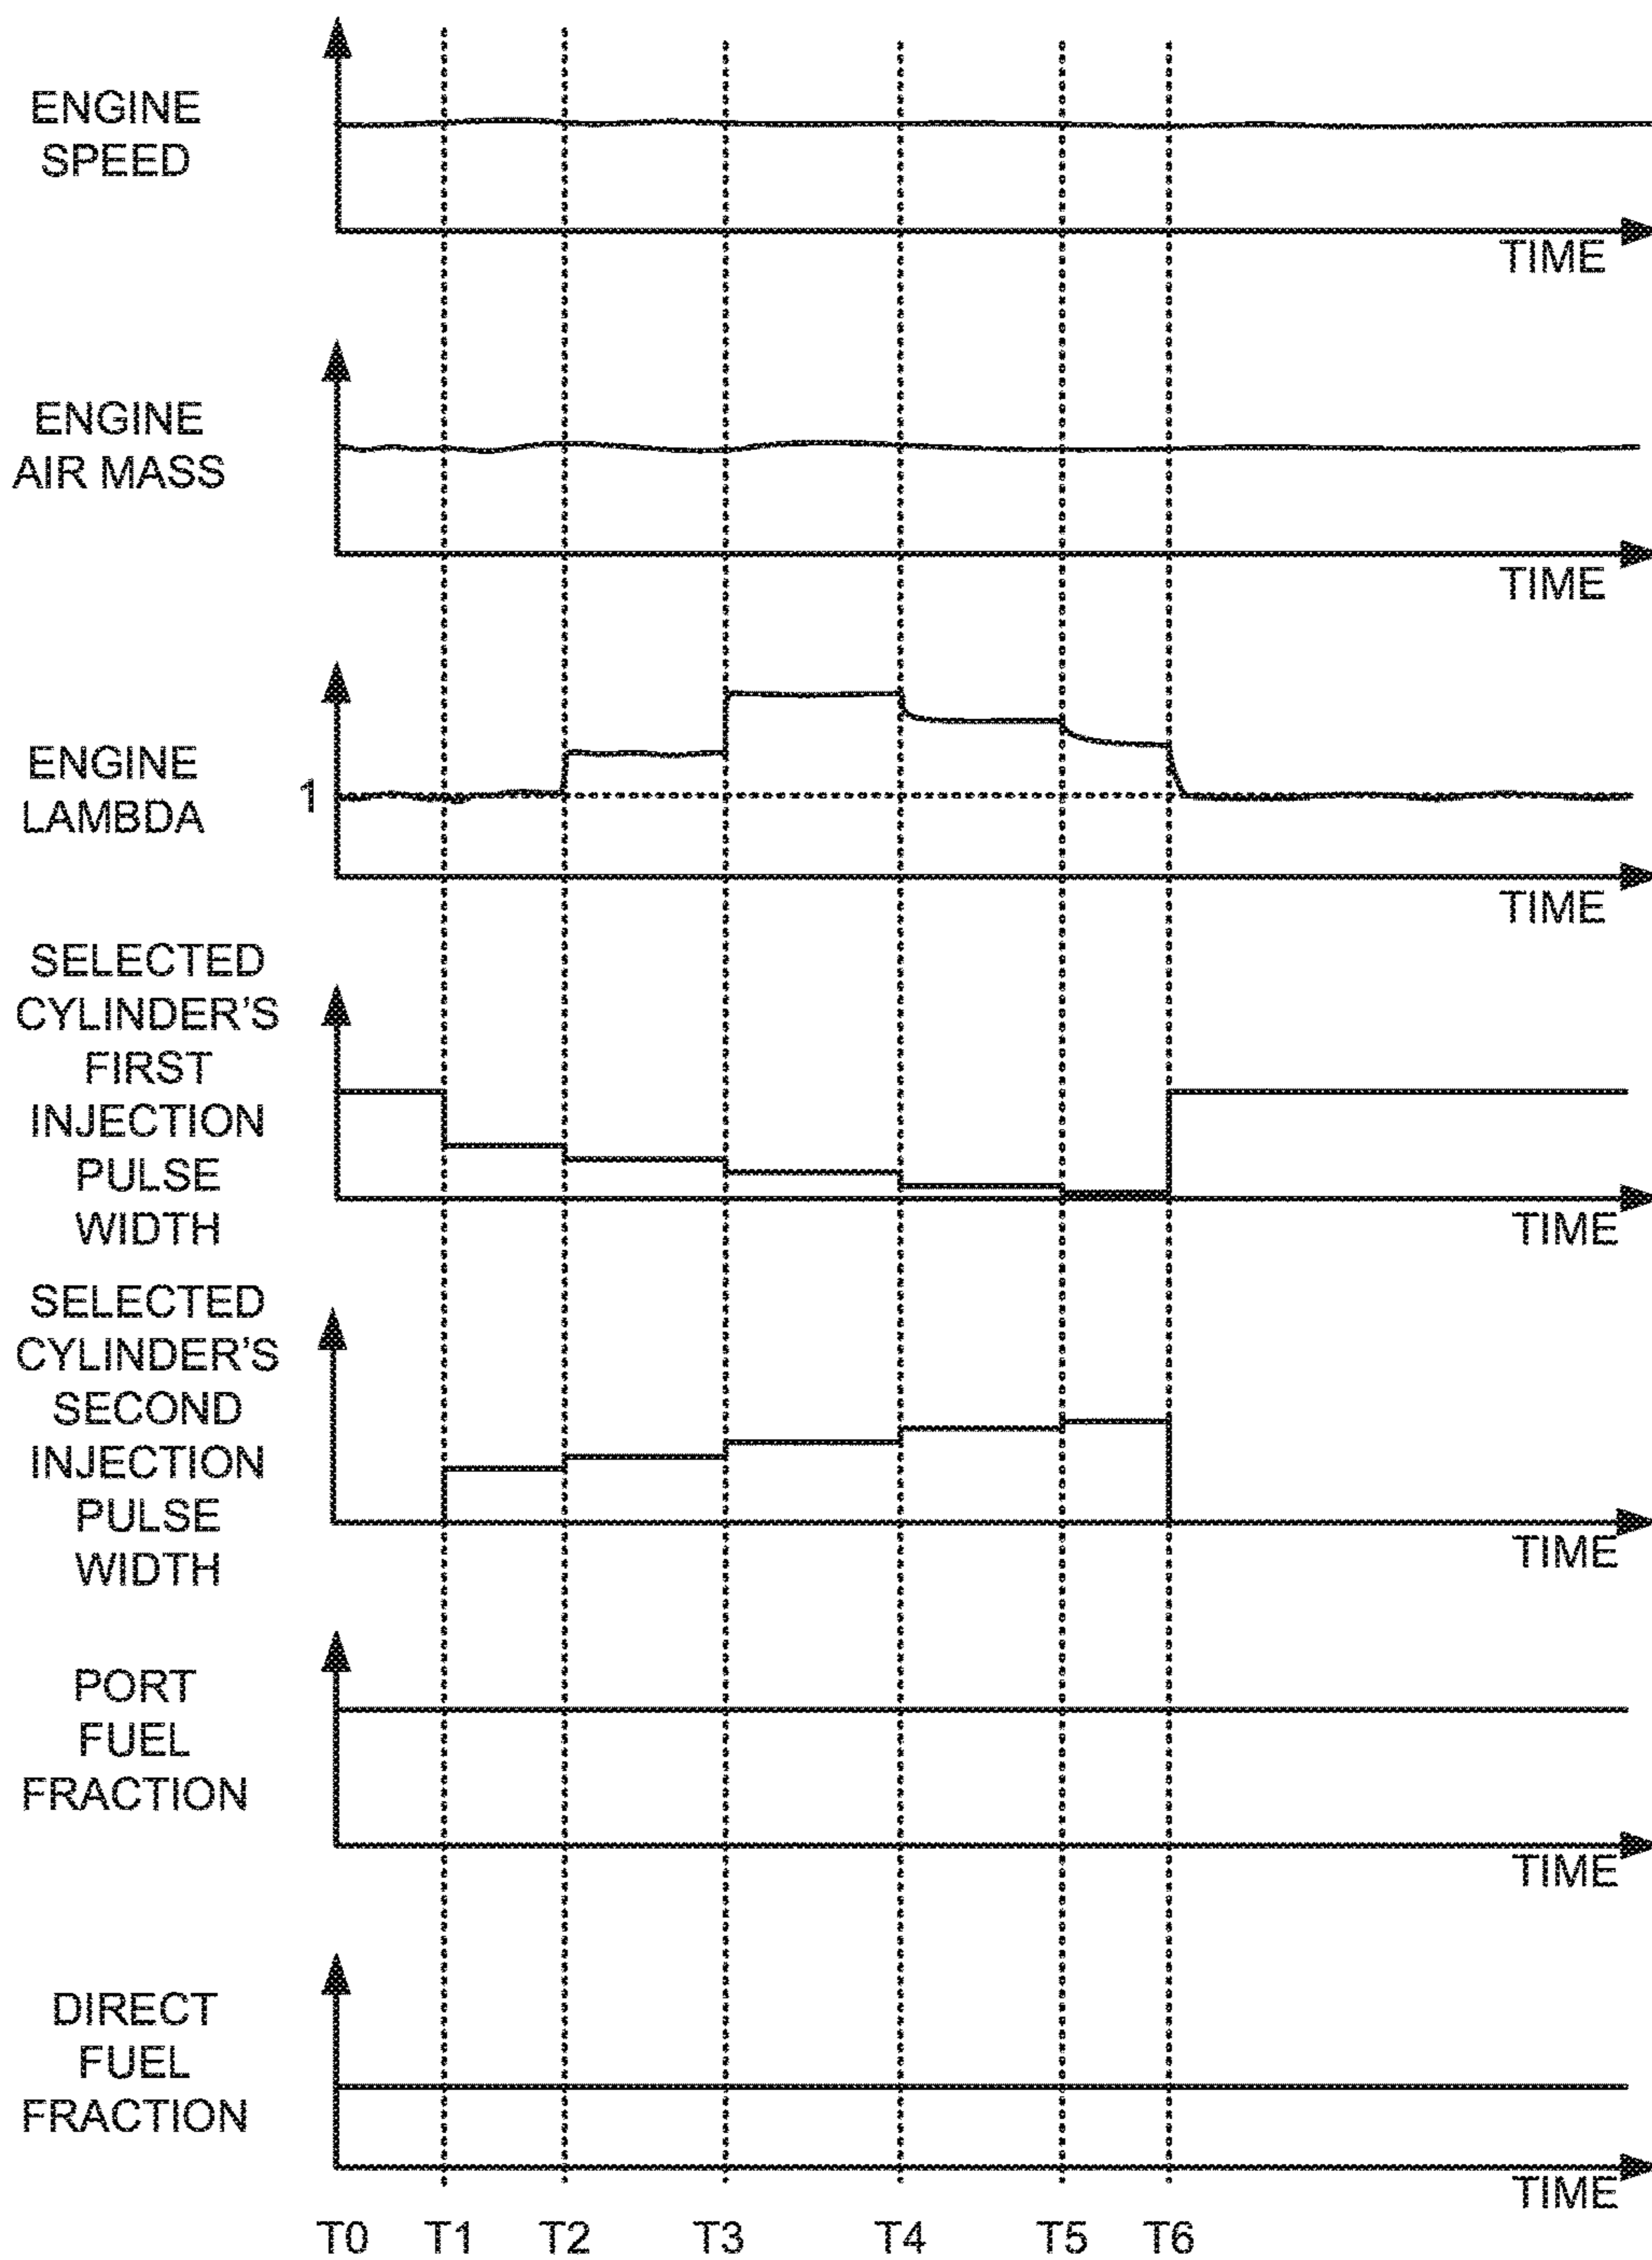 ENGINE
SPEED
TIME
ENGINE
AIR MASS
TIME
ENGINE
LAMBDA
1
TIME
SELECTED
CYLINDER'S
FIRST
INJECTION
PULSE
WIDTH
TIME
SELECTED
CYLINDER'S
SECOND
INJECTION
PULSE
WIDTH
TIME
PORT
FUEL
FRACTION
TIME
DIRECT
FUEL
FRACTION
TIME
T0 T1 T2 T3 T4 T5 T6